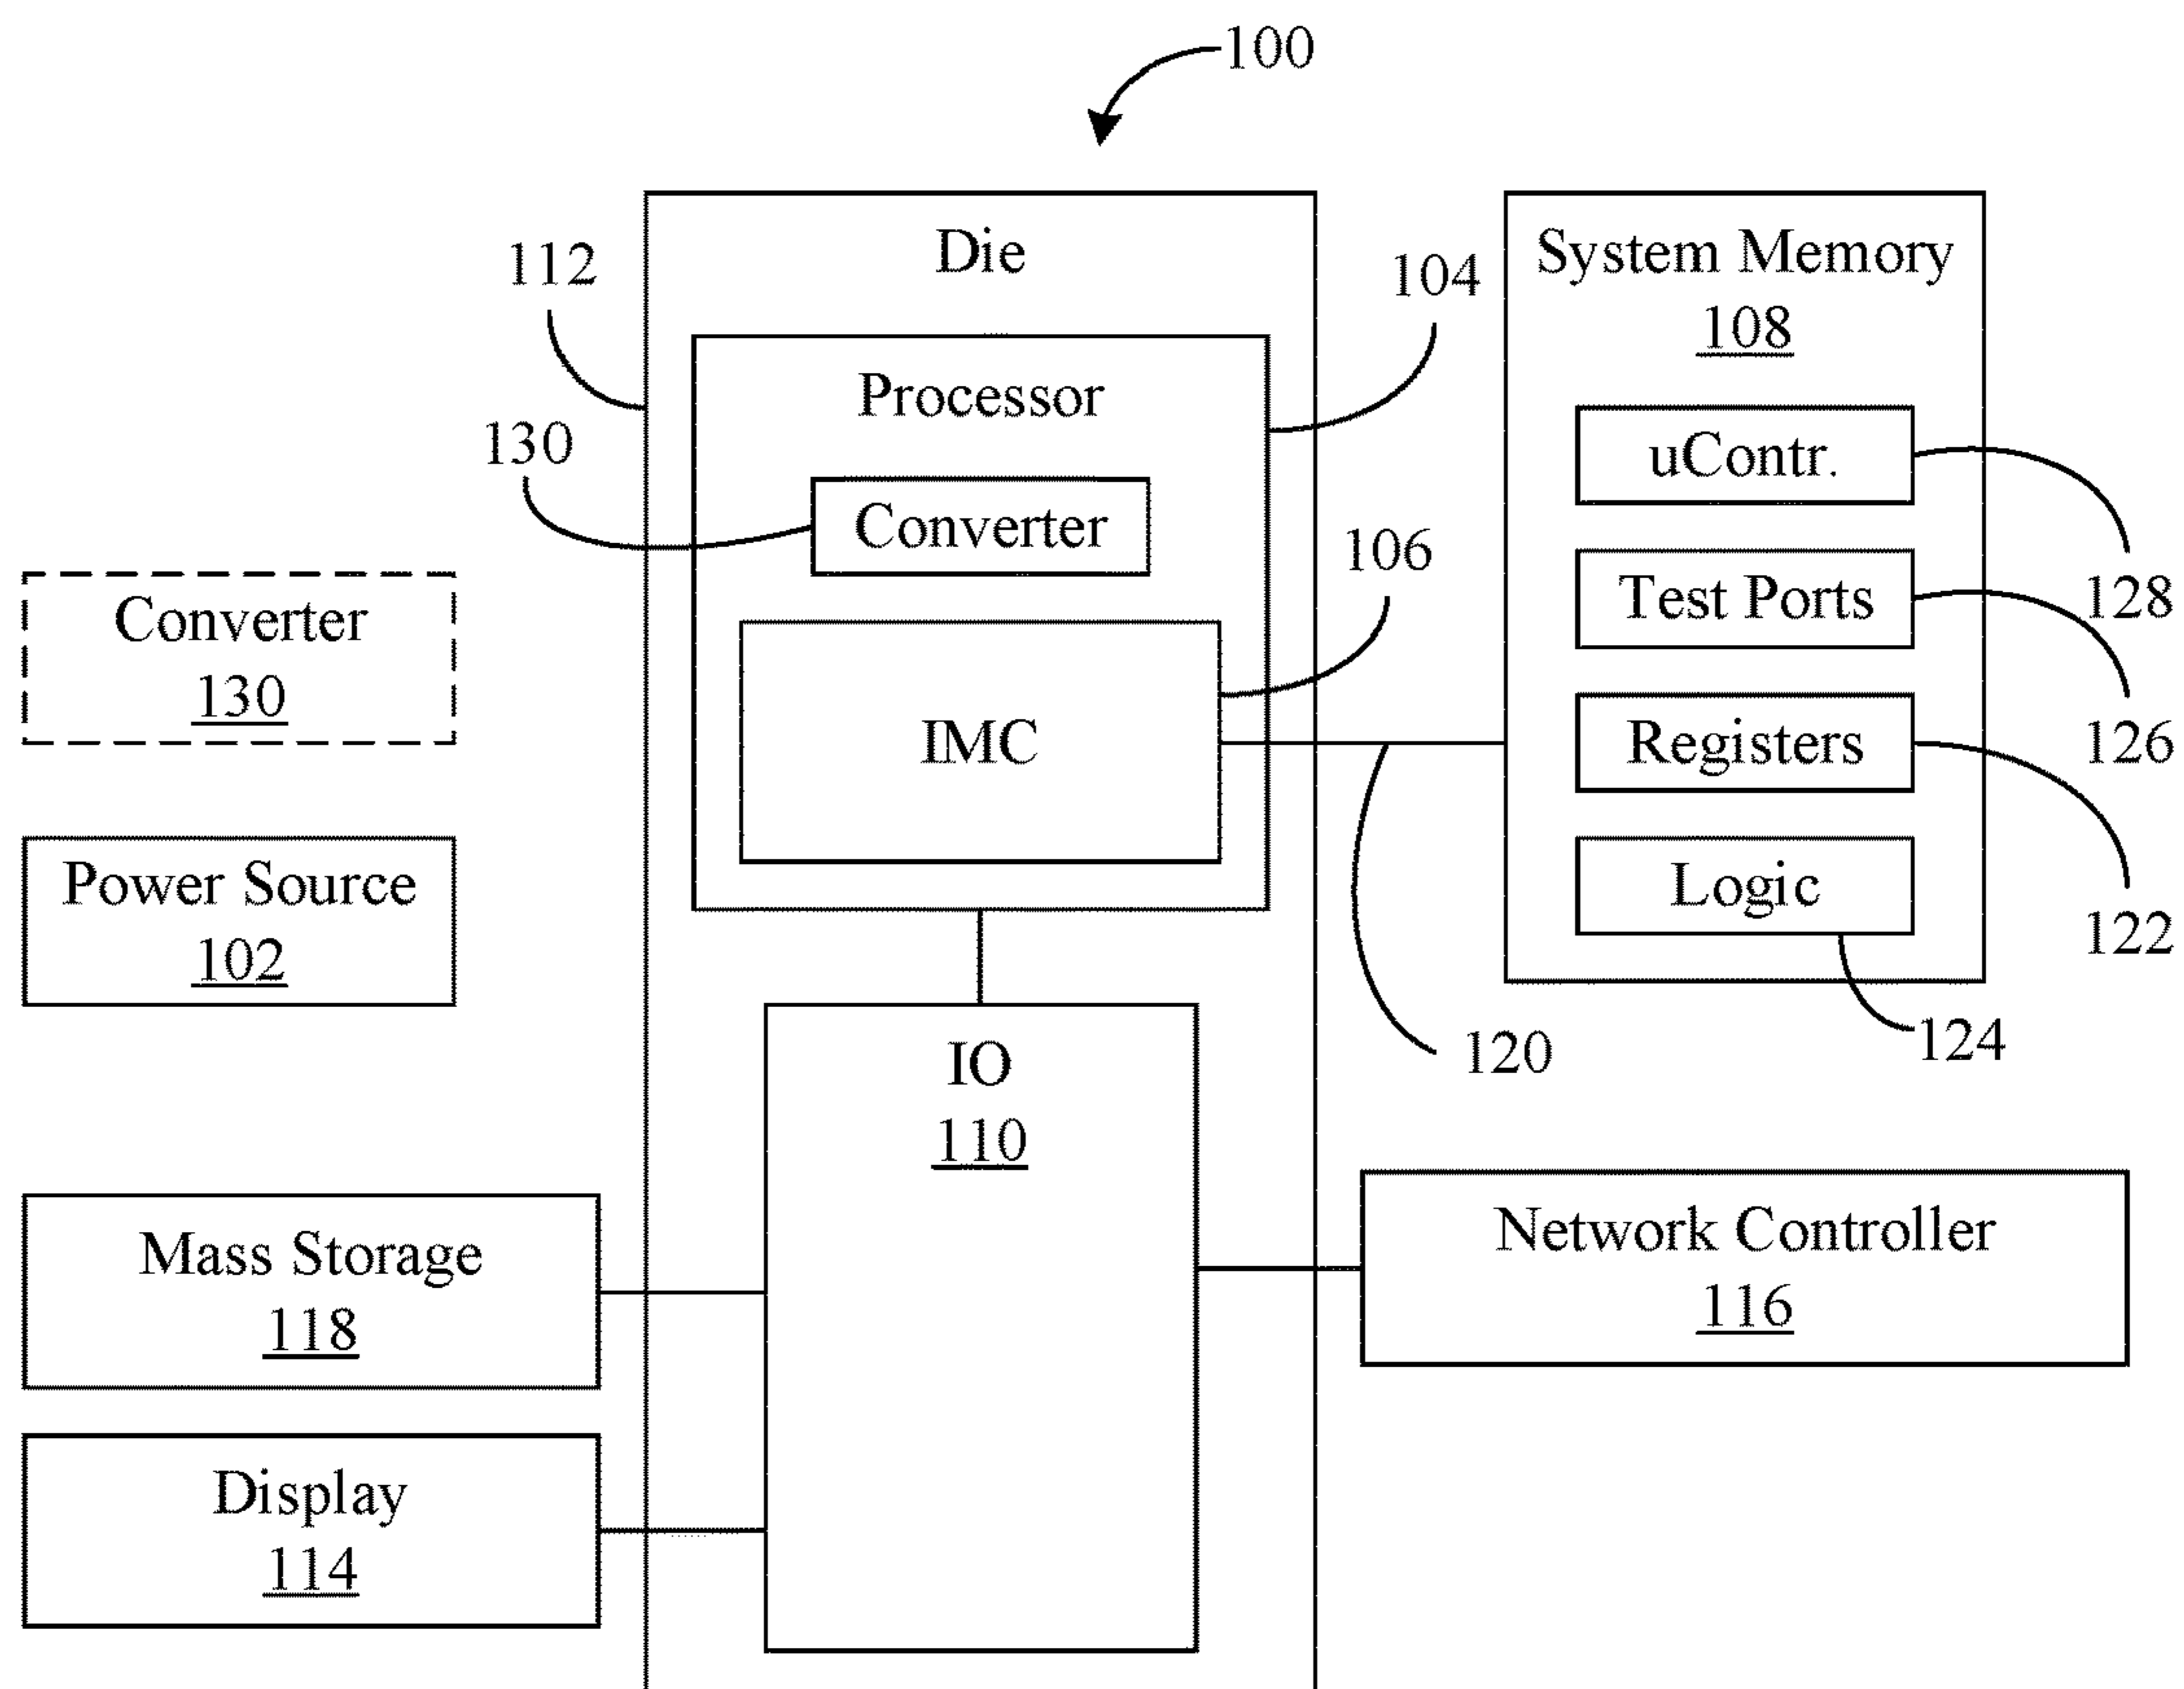 100
Die
112
104
System Memory
108
Processor
130
uContr.
Converter
106
128
Test Ports
Converter
130
IMC
Registers
126
Power Source
102
Logic
122
120
124
IO
110
Mass Storage
118
Network Controller
116
Display
114